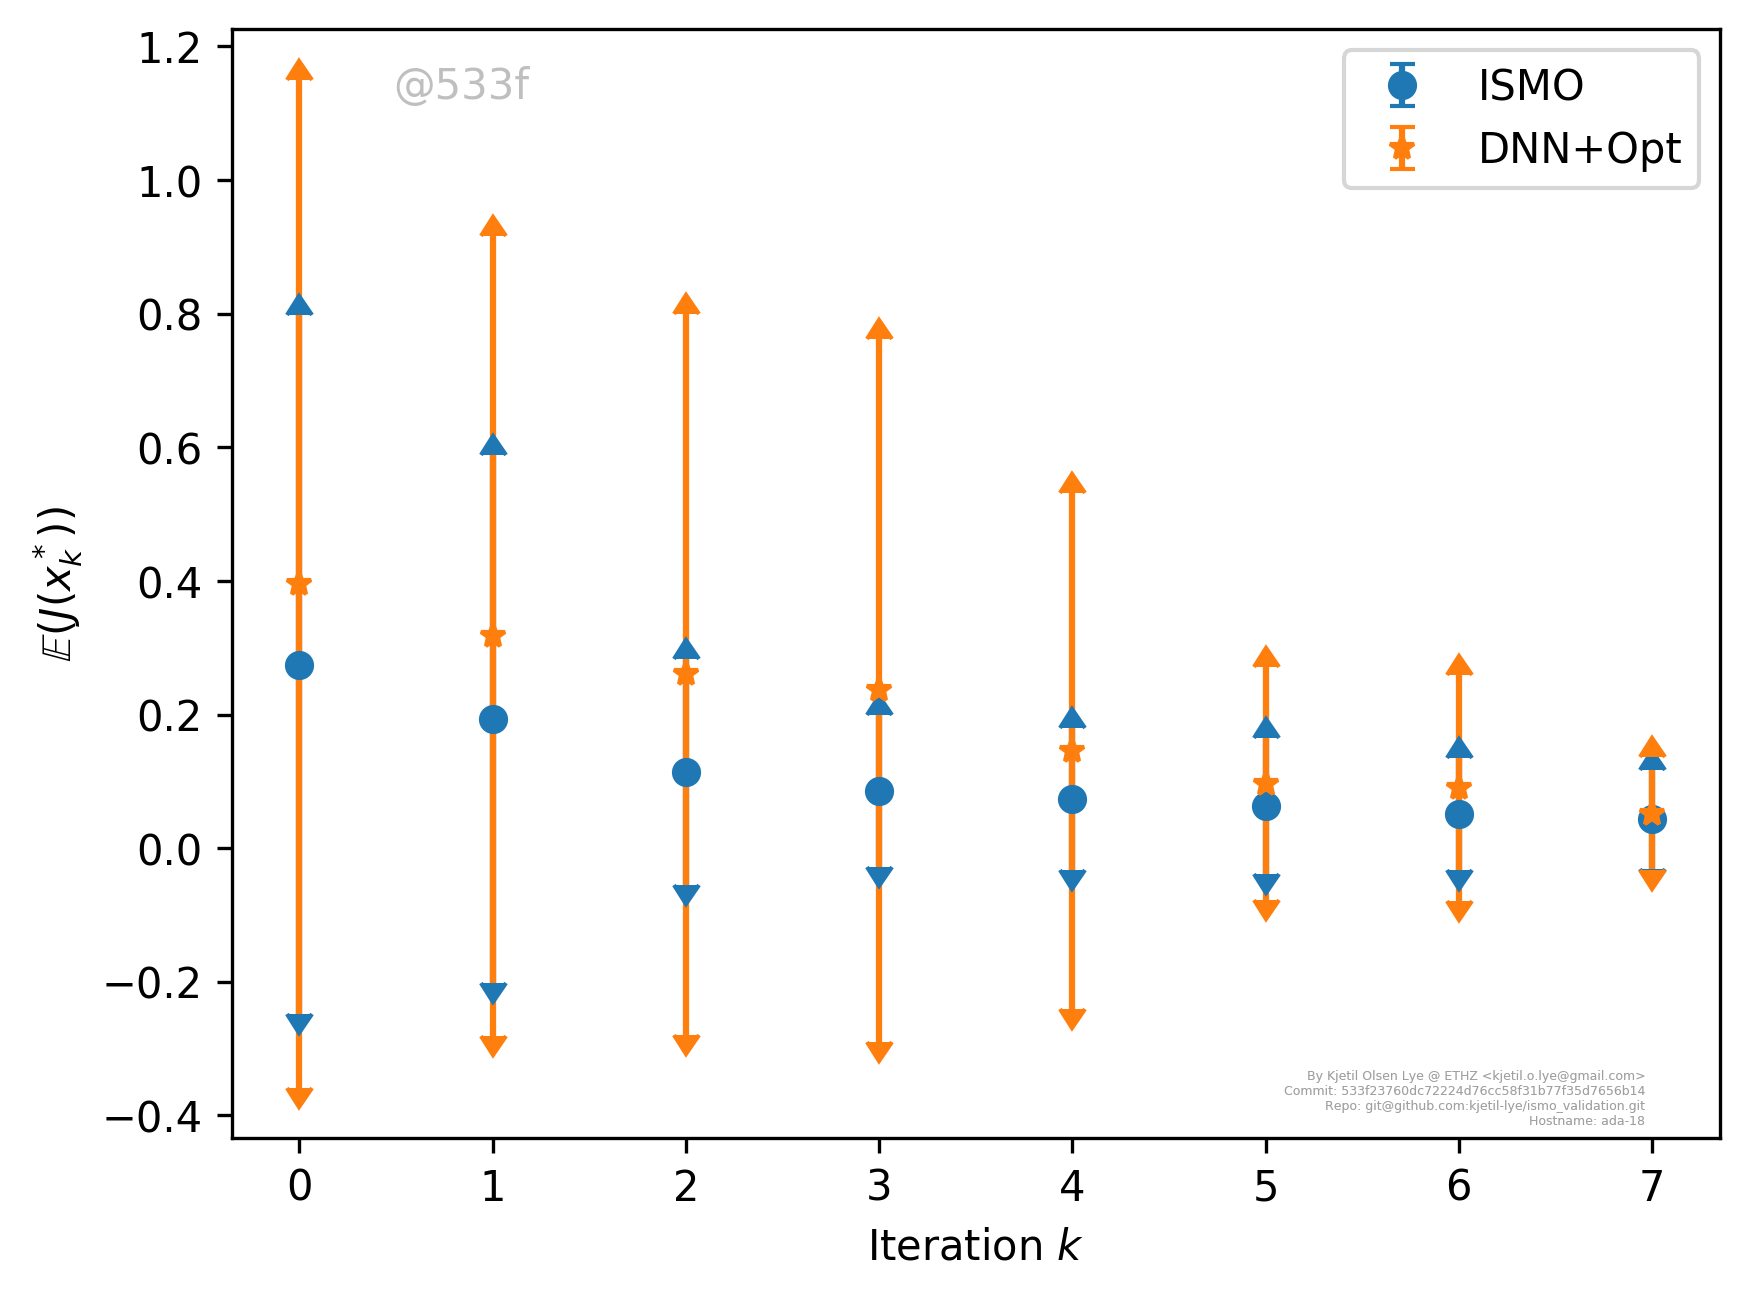 @533f
ISMO
DNN+Opt
1.2
1.0
0.8
0.6
0.4
0.2
0.0
−0.2
−0.4
𝔼(J(x*k))
By Kjetil Olsen Lye @ ETHZ <kjetil.o.lye@gmail.com>
Commit: 533f23760dc72224d76cc58f31b77f35d7656b14
Repo: git@github.com:kjetil-lye/ismo_validation.git
Hostname: ada-18
0 1 2 3 4 5 6 7
Iteration k